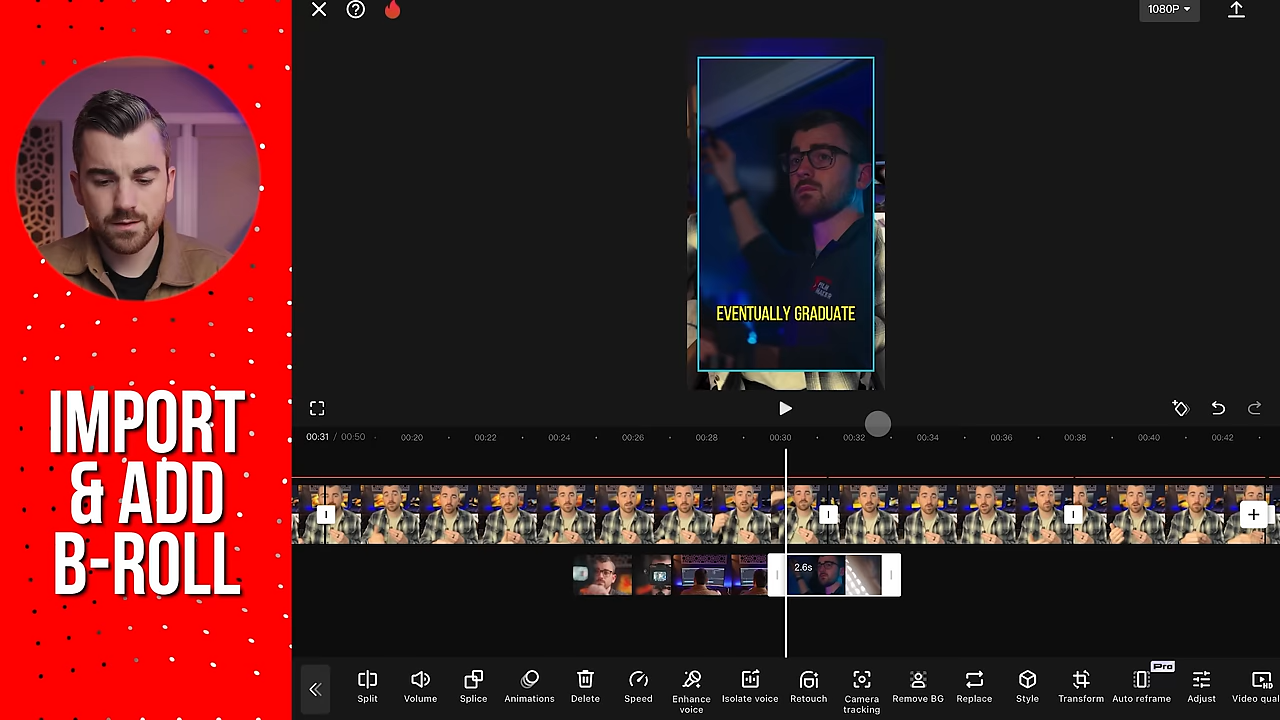 1080P
EVENTUALLY GRADUATE
IMPORT
& ADD
B-ROLL
00:31 / 00:50
00:20
00:22
00:24
00:26
00:28
00:30
00:32
00:34
00:36
00:38
00:40
00:42
2.6s
Split
Volume
Splice
Animations
Delete
Speed
Enhance
voice
Isolate voice
Retouch
Camera
tracking
Remove BG
Replace
Style
Transform
Pro
Auto reframe
Adjust
HD
Video qua